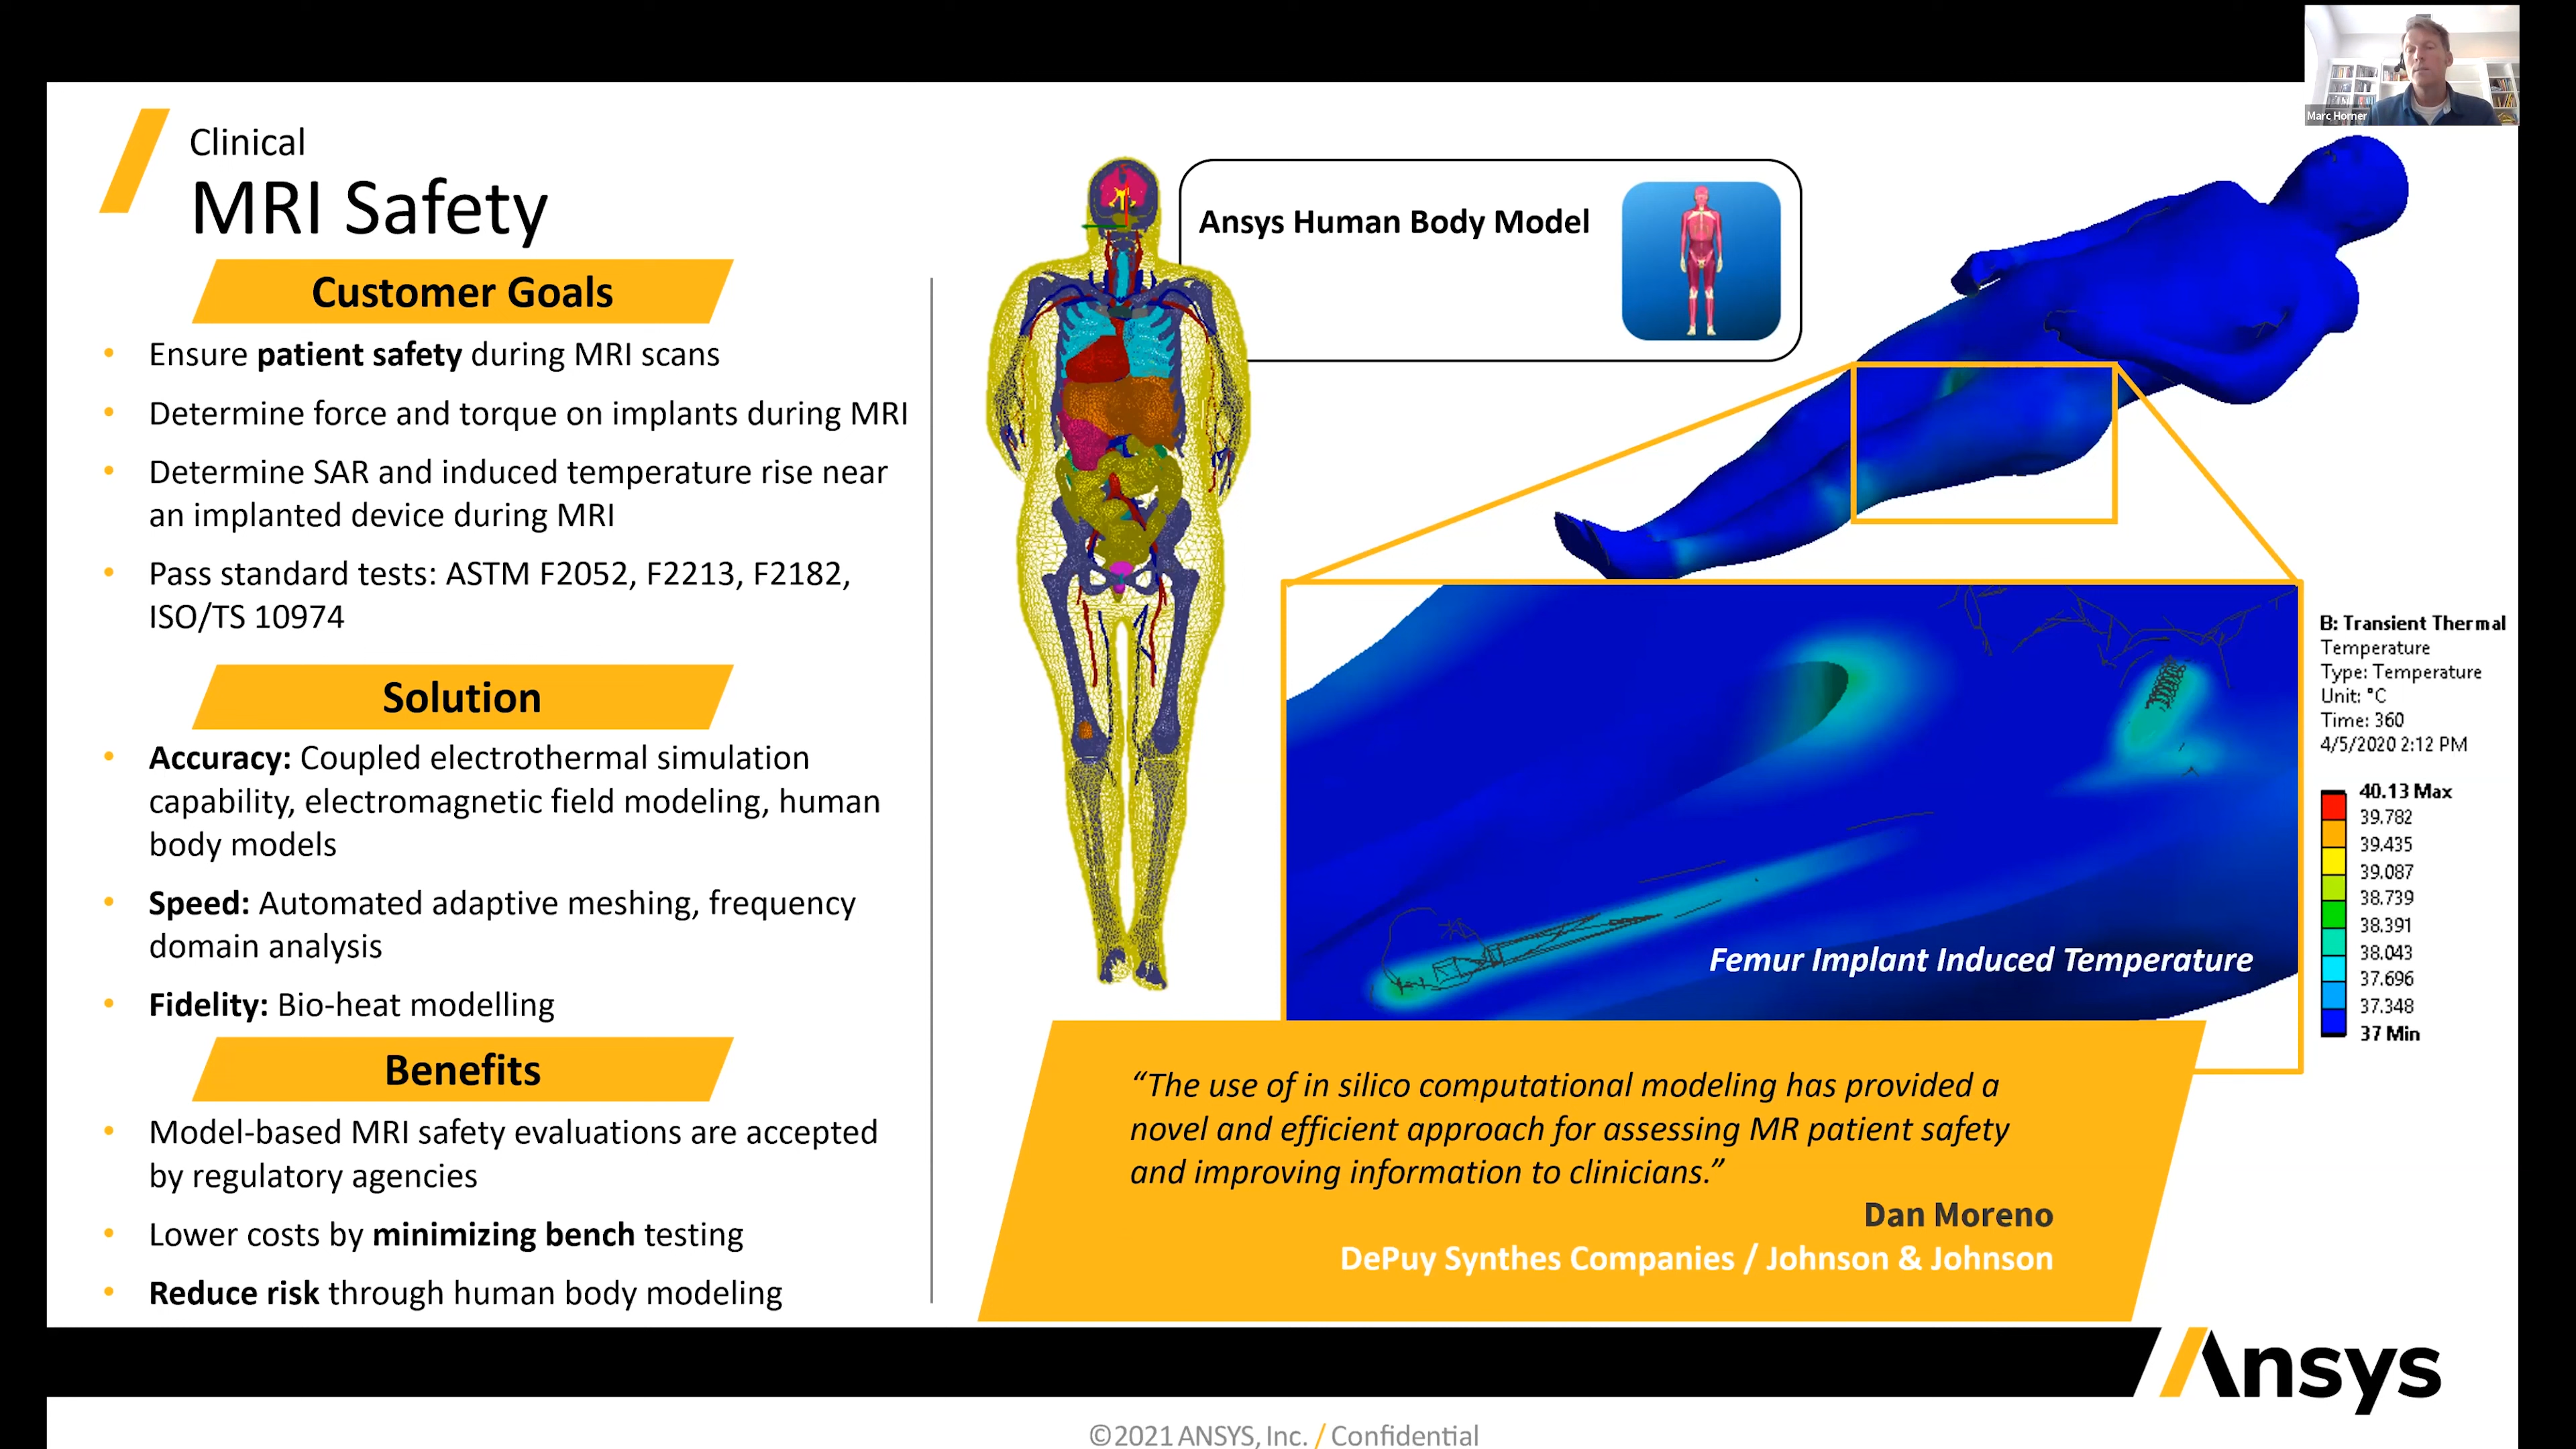 Marc Horner
Clinical
MRI Safety
Customer Goals
• Ensure patient safety during MRI scans
• Determine force and torque on implants during MRI
• Determine SAR and induced temperature rise near
an implanted device during MRI
• Pass standard tests: ASTM F2052, F2213, F2182,
ISO/TS 10974
Solution
• Accuracy: Coupled electrothermal simulation
capability, electromagnetic field modeling, human
body models
• Speed: Automated adaptive meshing, frequency
domain analysis
• Fidelity: Bio-heat modelling
Benefits
• Model-based MRI safety evaluations are accepted
by regulatory agencies
• Lower costs by minimizing bench testing
• Reduce risk through human body modeling
Ansys Human Body Model
Femur Implant Induced Temperature
B: Transient Thermal
Temperature
Type: Temperature
Unit: °C
Time: 360
4/5/2020 2:12 PM
40.13 Max
39.782
39.435
39.087
38.739
38.391
38.043
37.696
37.348
37 Min
“The use of in silico computational modeling has provided a
novel and efficient approach for assessing MR patient safety
and improving information to clinicians.”
Dan Moreno
DePuy Synthes Companies / Johnson & Johnson
Ansys
©2021 ANSYS, Inc. / Confidential